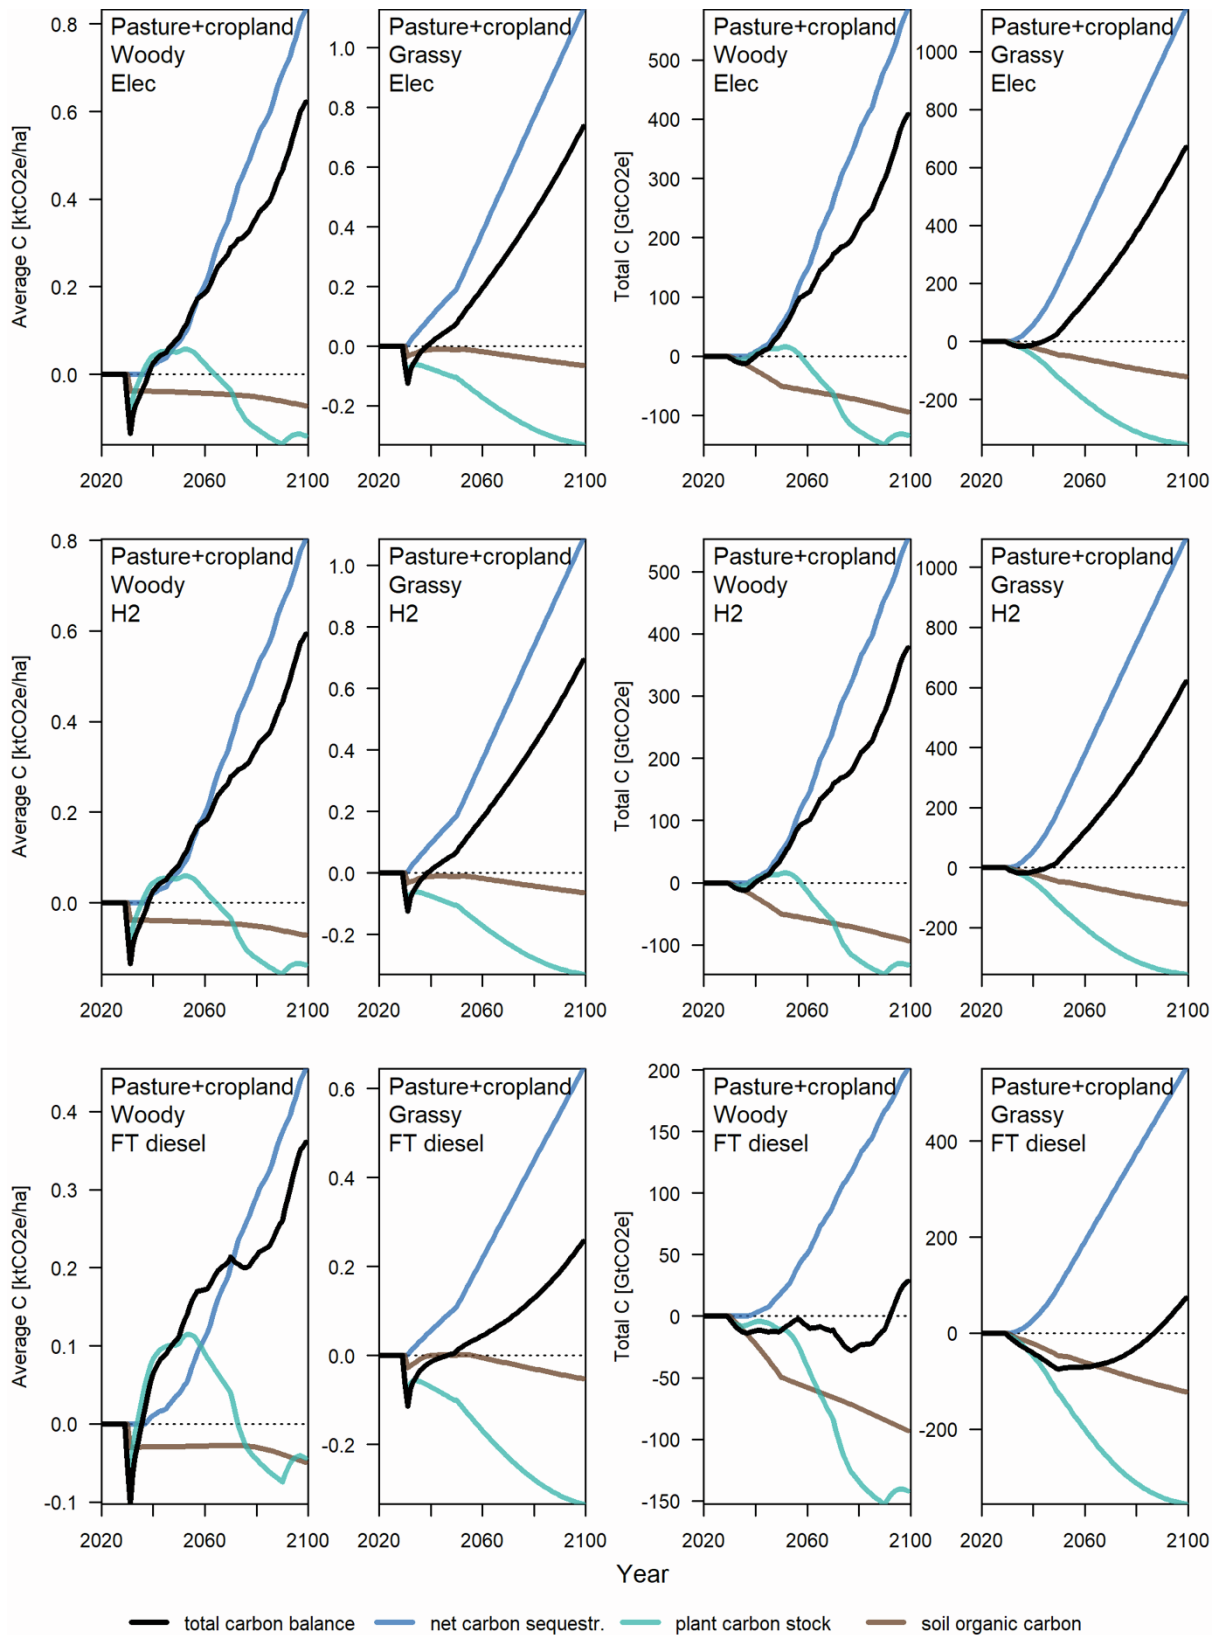 Average C [ktCO2e/ha]
0.8
0.6
0.4
0.2
0.0
Pasture+cropland
Woody
Elec
2020 2060 2100
1.0
0.8
0.6
0.4
0.2
0.0
-0.2
Pasture+cropland
Grassy
Elec
2020 2060 2100
Total C [GtCO2e]
500
400
300
200
100
0
-100
Pasture+cropland
Woody
Elec
2020 2060 2100
1000
800
600
400
200
0
-200
Pasture+cropland
Grassy
Elec
2020 2060 2100
Average C [ktCO2e/ha]
0.8
0.6
0.4
0.2
0.0
Pasture+cropland
Woody
H2
2020 2060 2100
1.0
0.8
0.6
0.4
0.2
0.0
-0.2
Pasture+cropland
Grassy
H2
2020 2060 2100
Total C [GtCO2e]
500
400
300
200
100
0
-100
Pasture+cropland
Woody
H2
2020 2060 2100
1000
800
600
400
200
0
-200
Pasture+cropland
Grassy
H2
2020 2060 2100
Average C [ktCO2e/ha]
0.4
0.3
0.2
0.1
0.0
-0.1
Pasture+cropland
Woody
FT diesel
2020 2060 2100
0.6
0.4
0.2
0.0
-0.2
Pasture+cropland
Grassy
FT diesel
2020 2060 2100
Total C [GtCO2e]
200
150
100
50
0
-50
-100
-150
Pasture+cropland
Woody
FT diesel
2020 2060 2100
400
200
0
-200
Pasture+cropland
Grassy
FT diesel
2020 2060 2100
Year
total carbon balance net carbon sequestr. plant carbon stock soil organic carbon